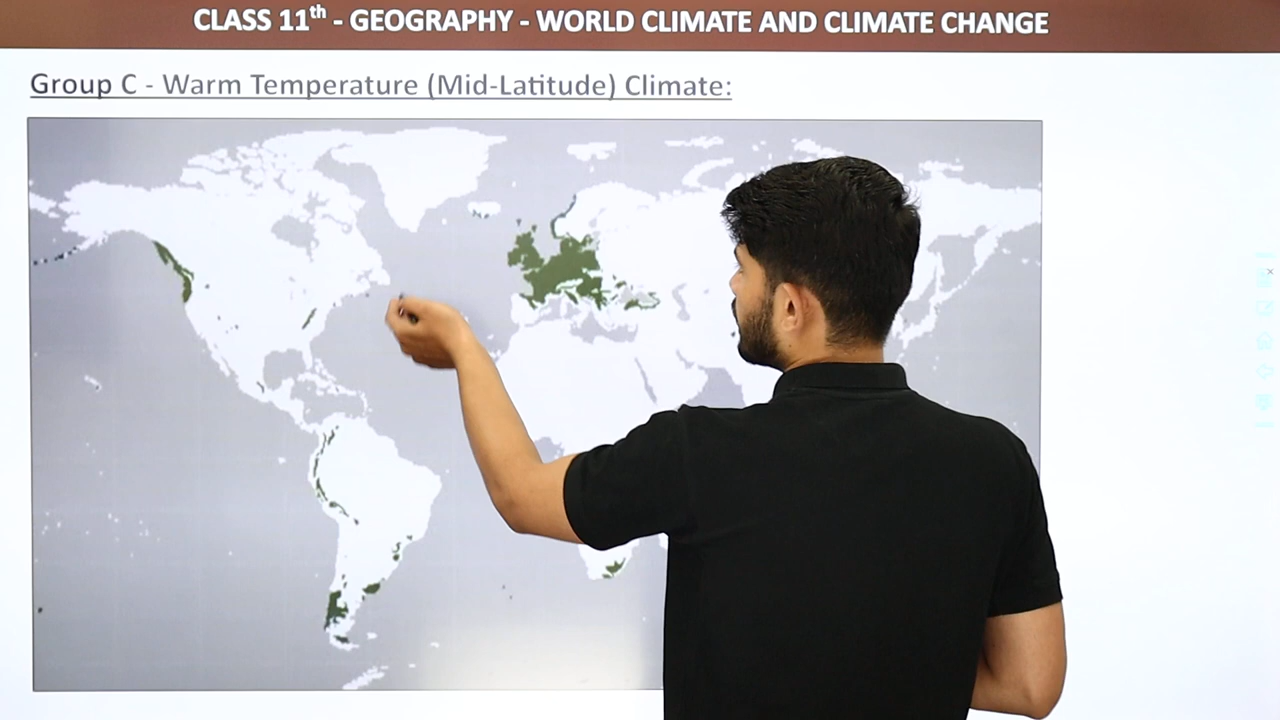 CLASS 11th - GEOGRAPHY - WORLD CLIMATE AND CLIMATE CHANGE
Group C - Warm Temperature (Mid-Latitude) Climate: